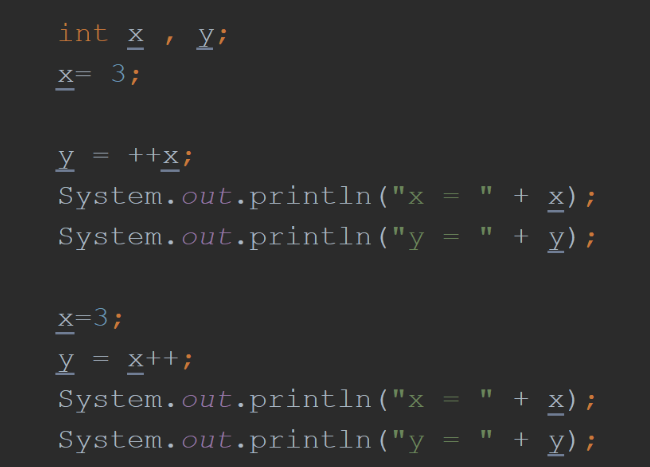 int x , y;
x= 3;
y = ++x;
System.out.println("x = " + x);
System.out.println("y = " + y);
x=3;
y = x++;
System.out.println("x = " + x);
System.out.println("y = " + y);